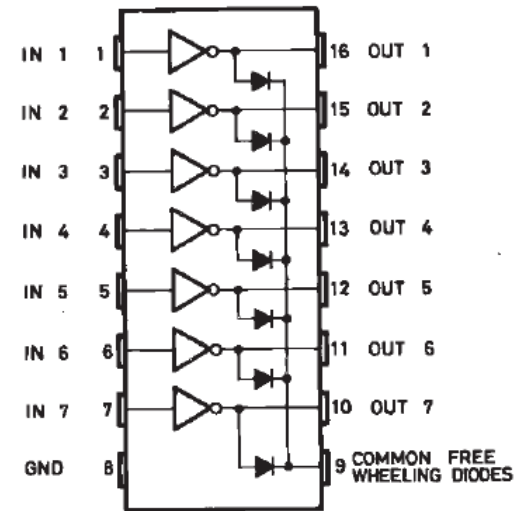 IN 1 1 16 OUT 1
IN 2 2 15 OUT 2
IN 3 3 14 OUT 3
IN 4 4 13 OUT 4
IN 5 5 12 OUT 5
IN 6 6 11 OUT 6
IN 7 7 10 OUT 7
GND 8 9 COMMON FREE
WHEELING DIODES